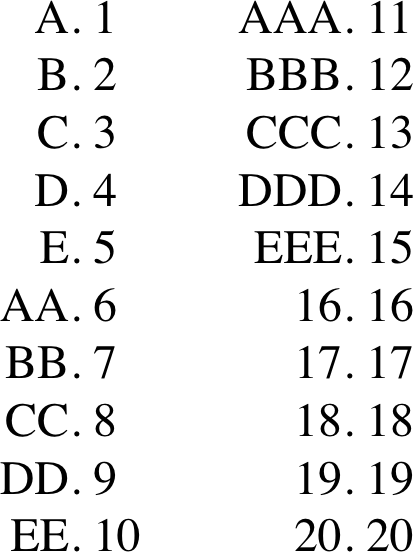 A. 1
B. 2
C. 3
D. 4
E. 5
AA. 6
BB. 7
CC. 8
DD. 9
EE. 10
AAA. 11
BBB. 12
CCC. 13
DDD. 14
EEE. 15
16. 16
17. 17
18. 18
19. 19
20. 20